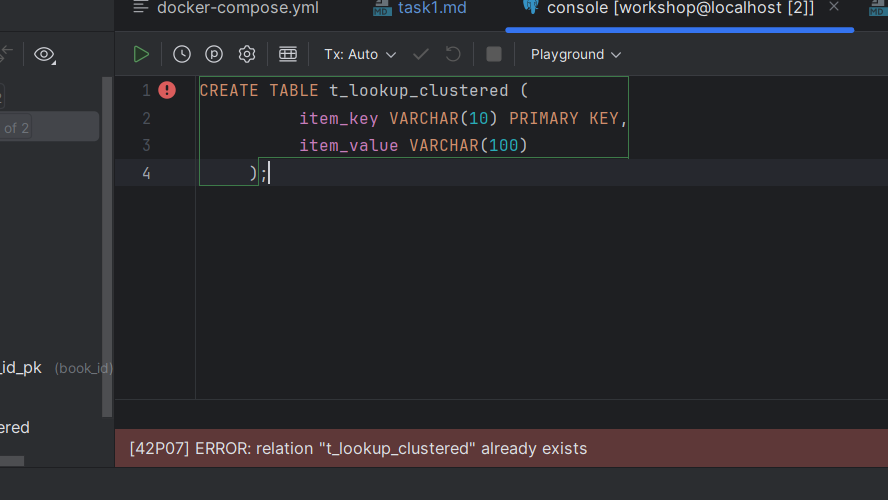 docker-compose.yml
task1.md
console [workshop@localhost [2]]
Tx: Auto
Playground
of 2
1 CREATE TABLE t_lookup_clustered (
2 item_key VARCHAR(10) PRIMARY KEY,
3 item_value VARCHAR(100)
4 );
_id_pk (book_id)
ered
[42P07] ERROR: relation "t_lookup_clustered" already exists